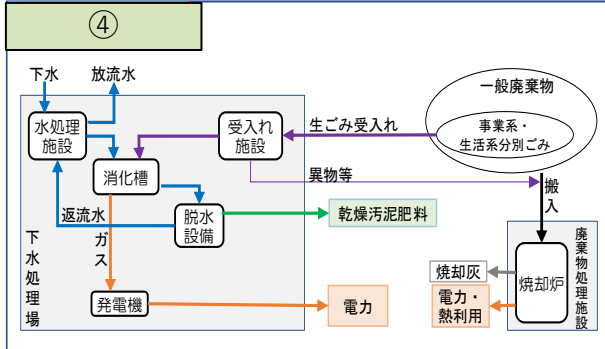 ④
下水
放流水
一般廃棄物
事業系・
生活系分別ごみ
水処理
施設
受入れ
施設
生ごみ受入れ
消化槽
異物等
搬入
返流水
脱水
設備
乾燥汚泥肥料
ガス
下水処理場
発電機
電力
焼却灰
電力・
熱利用
焼却炉
廃棄物処理施設